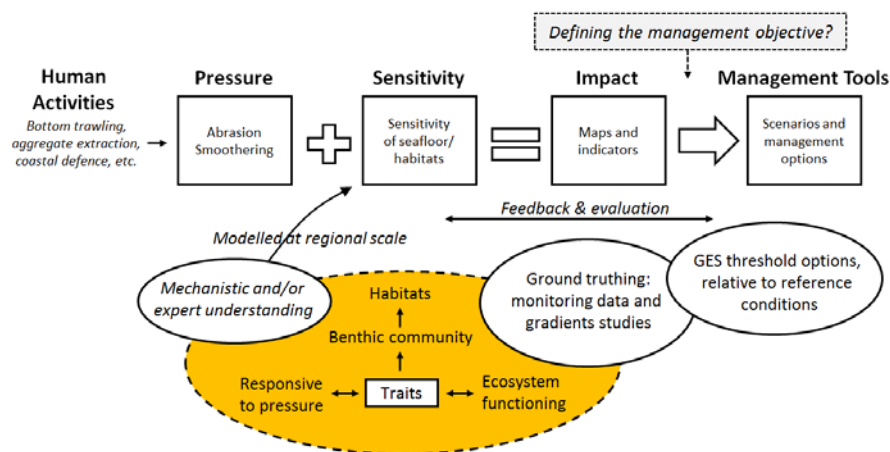 Defining the management objective?
Human
Activities
Bottom trawling,
aggregate extraction,
coastal defence, etc.
Pressure
Abrasion
Smoothering
Sensitivity
Sensitivity
of seafloor/
habitats
Impact
Maps and
indicators
Management Tools
Scenarios and
management
options
Feedback & evaluation
Modelled at regional scale
Mechanistic and/or
expert understanding
Ground truthing:
monitoring data and
gradients studies
GES threshold options,
relative to reference
conditions
Habitats
Benthic community
Responsive
to pressure
Traits
Ecosystem
functioning